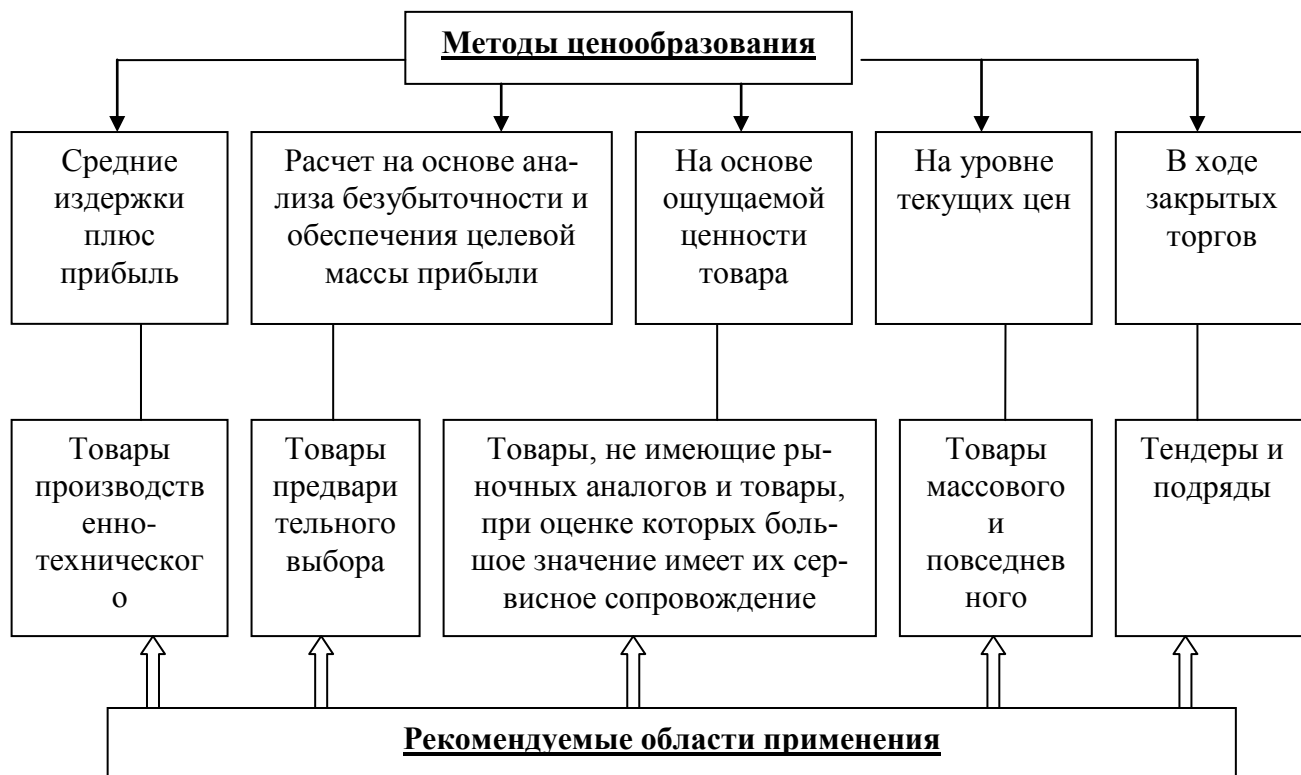 Методы ценообразования
Средние
издержки
плюс
прибыль
Расчет на основе ана-
лиза безубыточности и
обеспечения целевой
массы прибыли
На основе
ощущаемой
ценности
товара
На уровне
текущих цен
В ходе
закрытых
торгов
Товары
производств
енно-
техническог
о
Товары
предвари
тельного
выбора
Товары, не имеющие ры-
ночных аналогов и товары,
при оценке которых боль-
шое значение имеет их сер-
висное сопровождение
Товары
массового
и
повседнев
ного
Тендеры и
подряды
Рекомендуемые области применения